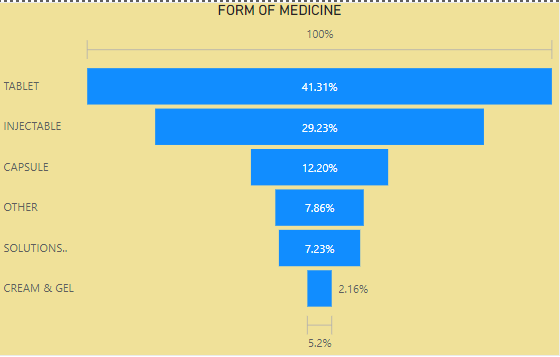 FORM OF MEDICINE
100%
TABLET 41.31%
INJECTABLE 29.23%
CAPSULE 12.20%
OTHER 7.86%
SOLUTIONS.. 7.23%
CREAM & GEL 2.16%
5.2%